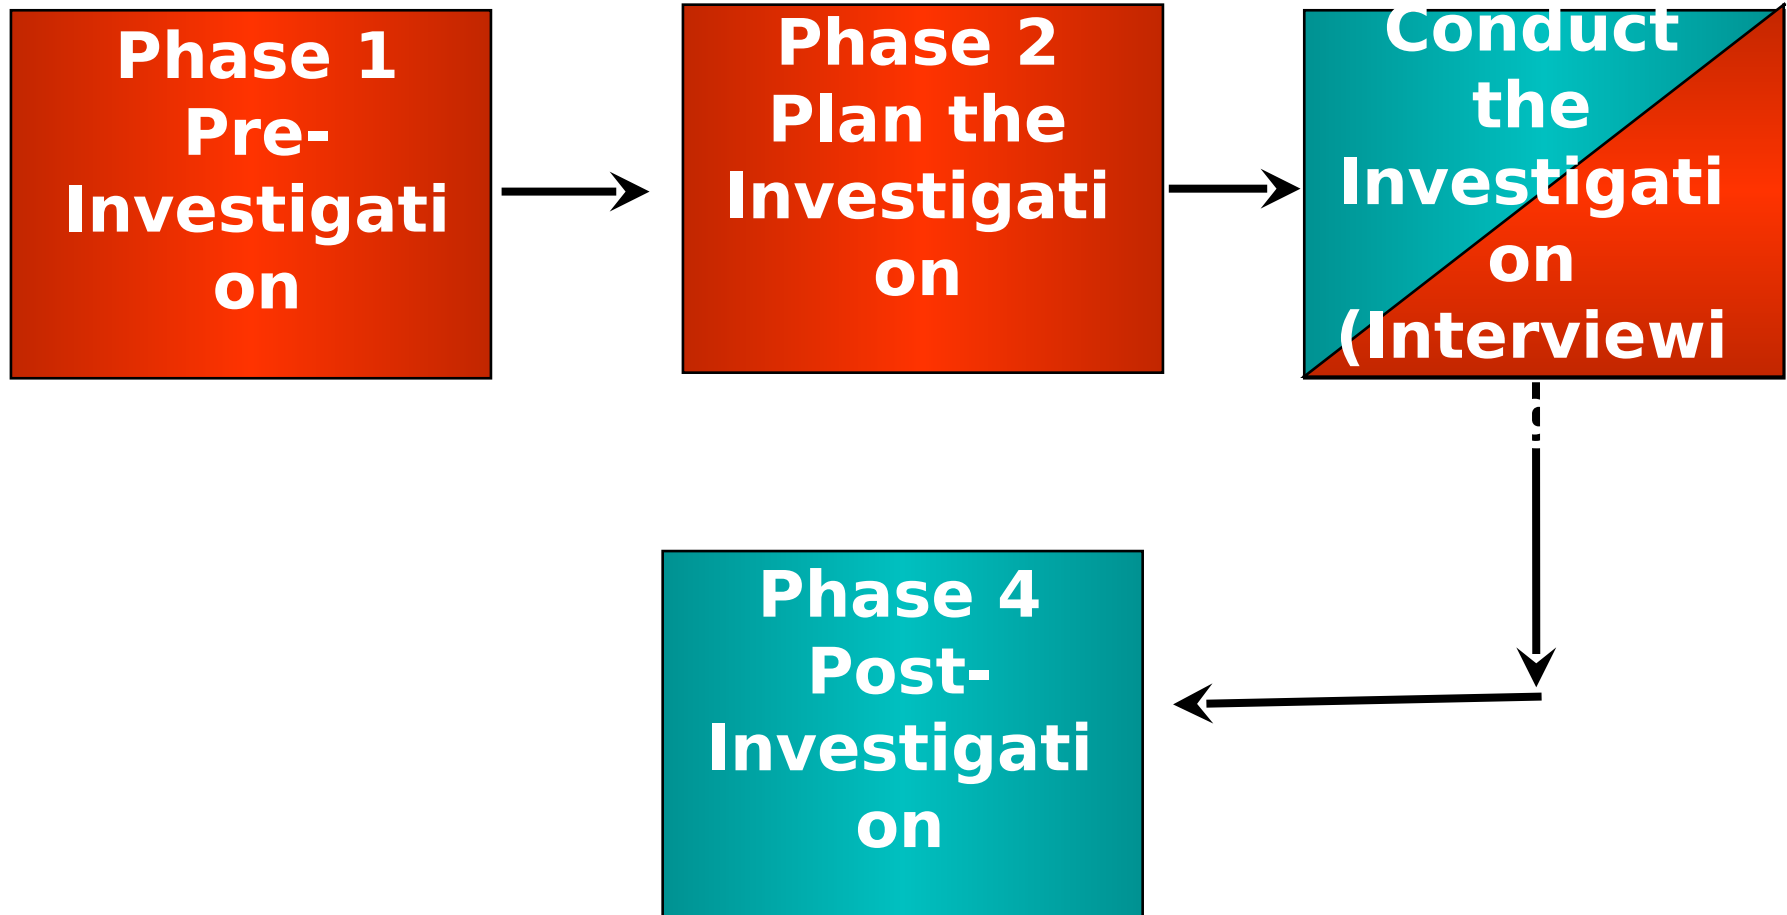 Phase 1
Pre-
Investigati
on
Phase 2
Plan the
Investigati
on
Conduct
the
Investigati
on
(Interviewi
Phase 4
Post-
Investigati
on